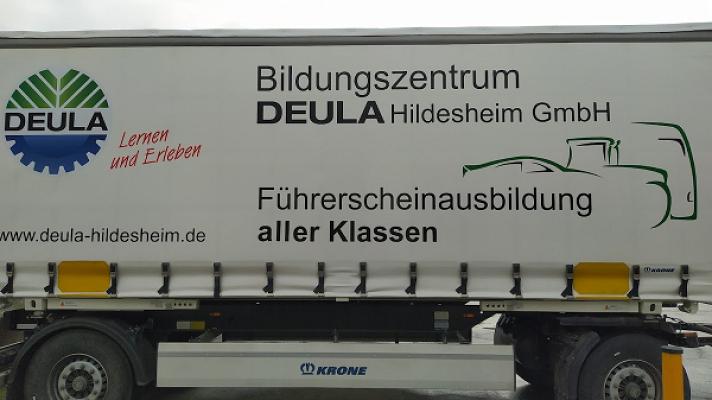 DEULA
Lernen
und Erleben
www.deula-hildesheim.de
Bildungszentrum
DEULA Hildesheim GmbH
Führerscheinausbildung
aller Klassen
KRONE
KRONE